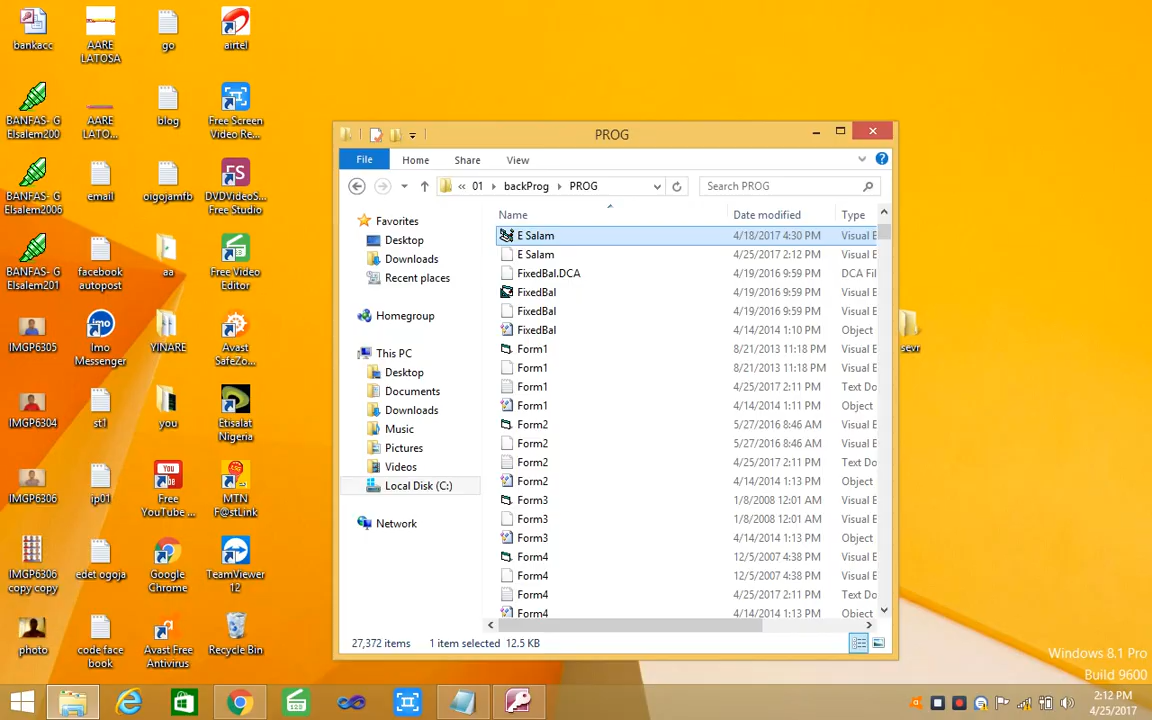 bankacc
AARE
LATOSA
go
airtel
BANFAS- G
Elsalem200
AARE
LATO...
blog
Free Screen
Video Re...
BANFAS- G
Elsalem2006
email
oigojamfb
DVDVideoS...
Free Studio
BANFAS- G
Elsalem201
facebook
autopost
aa
Free Video
Editor
IMGP6305
Imo
Messenger
YINARE
Avast
SafeZo...
IMGP6304
st1
you
Etisalat
Nigeria
IMGP6306
ip01
Free
YouTube ...
MTN
F@stLink
IMGP6306
copy copy
edet ogoja
Google
Chrome
TeamViewer
12
photo
code face
book
Avast Free
Antivirus
Recycle Bin
PROG
File Home Share View
« 01 backProg PROG
Search PROG
Name Date modified Type
Favorites
Desktop
Downloads
Recent places
Homegroup
This PC
Desktop
Documents
Downloads
Music
Pictures
Videos
Local Disk (C:)
Network
E Salam 4/18/2017 4:30 PM Visual E
E Salam 4/25/2017 2:12 PM Visual E
FixedBal.DCA 4/19/2016 9:59 PM DCA Fil
FixedBal 4/19/2016 9:59 PM Visual E
FixedBal 4/19/2016 9:59 PM Visual E
FixedBal 4/14/2014 1:10 PM Object
Form1 8/21/2013 11:18 PM Visual E
Form1 8/21/2013 11:18 PM Visual E
Form1 4/25/2017 2:11 PM Text Do
Form1 4/14/2014 1:11 PM Object
Form2 5/27/2016 8:46 AM Visual E
Form2 5/27/2016 8:46 AM Visual E
Form2 4/25/2017 2:11 PM Text Do
Form2 4/14/2014 1:13 PM Object
Form3 1/8/2008 12:01 AM Visual E
Form3 1/8/2008 12:01 AM Visual E
Form3 4/14/2014 1:13 PM Object
Form4 12/5/2007 4:38 PM Visual E
Form4 12/5/2007 4:38 PM Visual E
Form4 4/25/2017 2:11 PM Text Do
Form4 4/14/2014 1:13 PM Object
27,372 items 1 item selected 12.5 KB
sevr
Windows 8.1 Pro
Build 9600
2:12 PM
4/25/2017